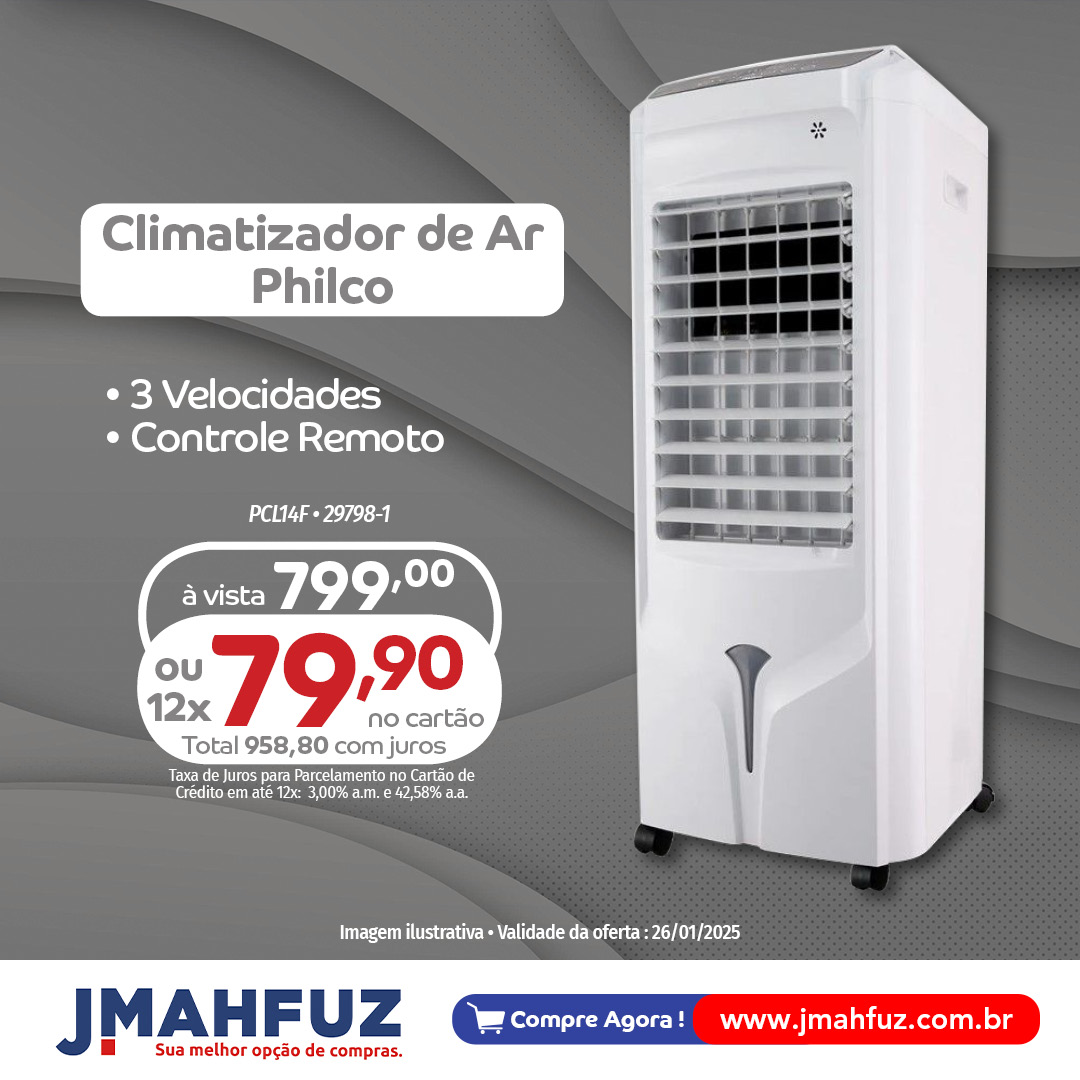 Climatizador de Ar
Philco
• 3 Velocidades
• Controle Remoto
PCL14F • 29798-1
à vista 799,00
ou
12x 79,90
no cartão
Total 958,80 com juros
Taxa de Juros para Parcelamento no Cartão de
Crédito em até 12x: 3,00% a.m. e 42,58% a.a.
Imagem ilustrativa • Validade da oferta : 26/01/2025
JMAHFUZ
Sua melhor opção de compras.
Compre Agora !
www.jmahfuz.com.br